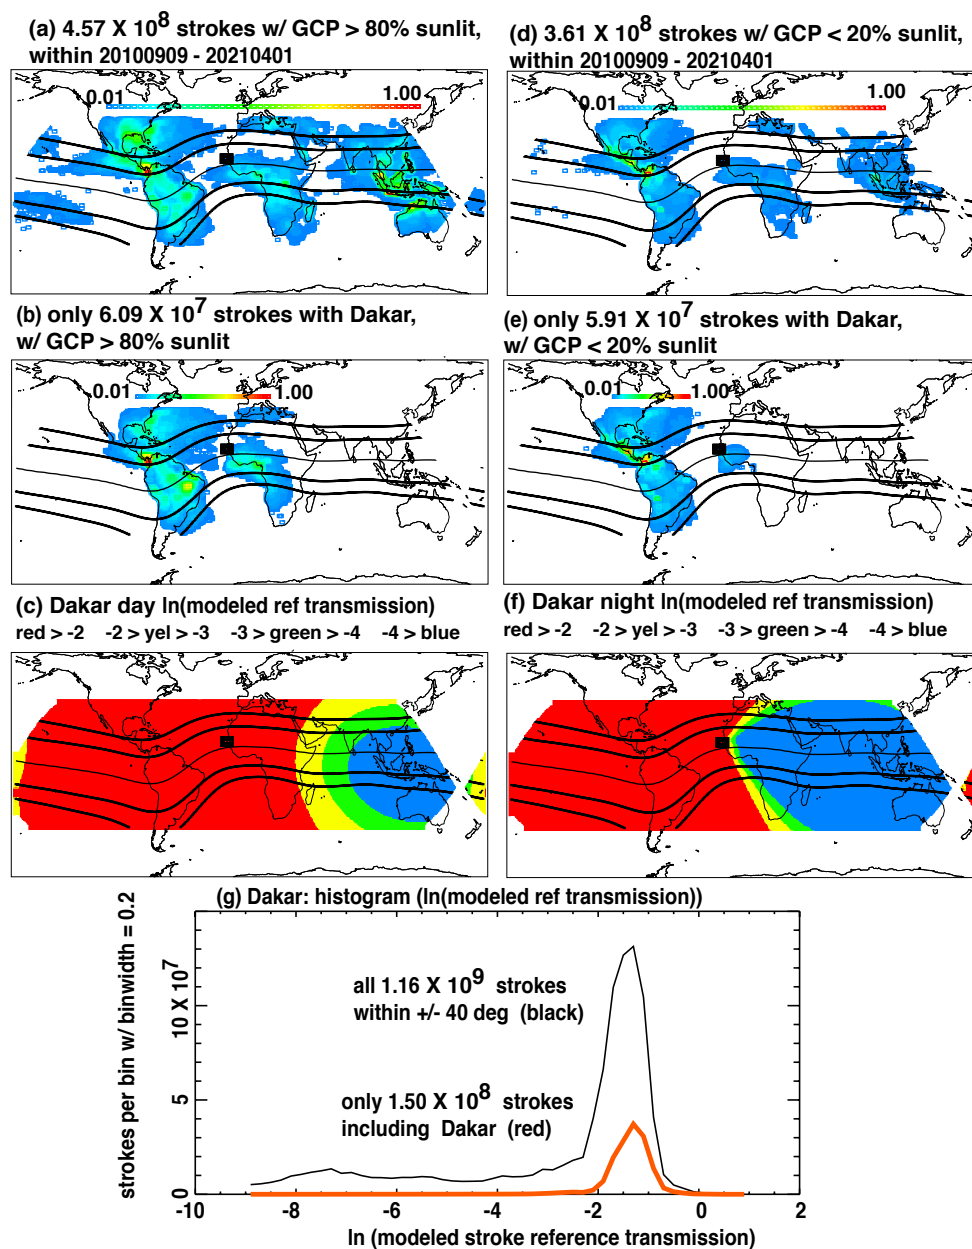 (a) 4.57 X 10^8 strokes w/ GCP > 80% sunlit,
within 20100909 - 20210401
0.01 1.00
(d) 3.61 X 10^8 strokes w/ GCP < 20% sunlit,
within 20100909 - 20210401
0.01 1.00
(b) only 6.09 X 10^7 strokes with Dakar,
w/ GCP > 80% sunlit
0.01 1.00
(e) only 5.91 X 10^7 strokes with Dakar,
w/ GCP < 20% sunlit
0.01 1.00
(c) Dakar day ln(modeled ref transmission)
red > -2 -2 > yel > -3 -3 > green > -4 -4 > blue
(f) Dakar night ln(modeled ref transmission)
red > -2 -2 > yel > -3 -3 > green > -4 -4 > blue
(g) Dakar: histogram (ln(modeled ref transmission))
strokes per bin w/ binwidth = 0.2
10 X 10^7
5
0
all 1.16 X 10^9 strokes
within +/- 40 deg (black)
only 1.50 X 10^8 strokes
including Dakar (red)
-10 -8 -6 -4 -2 0 2
ln (modeled stroke reference transmission)